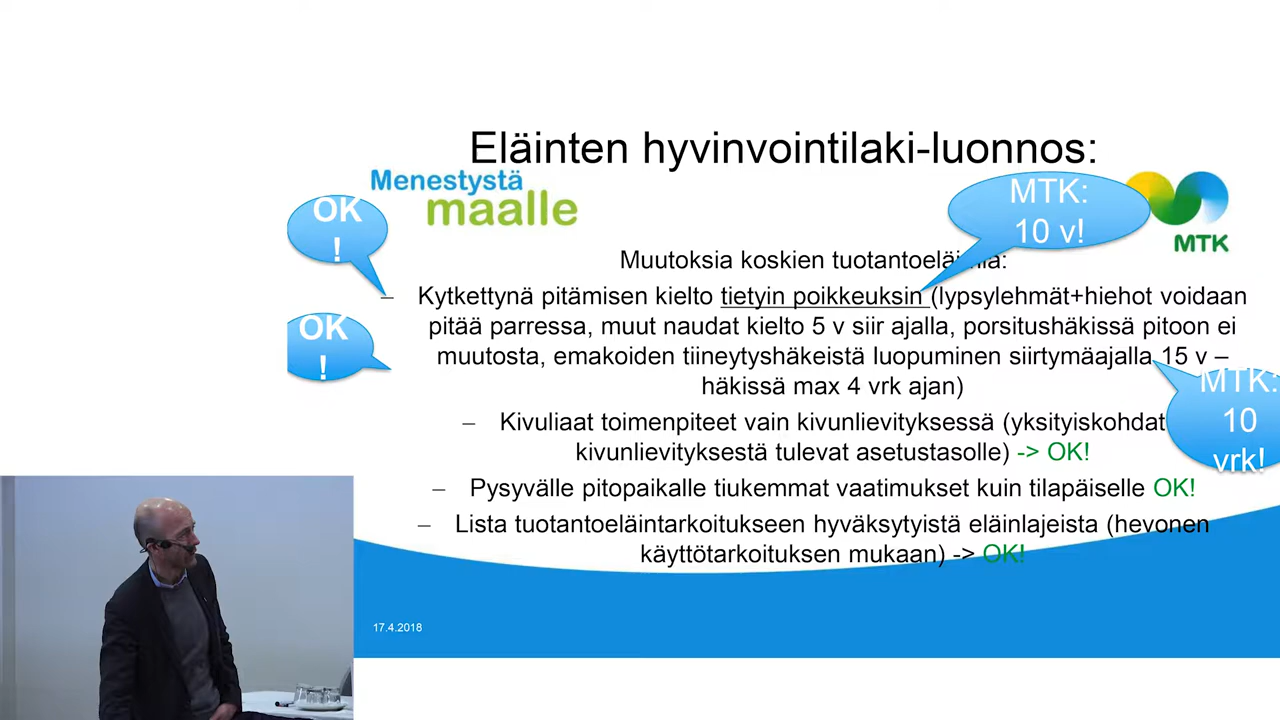 Eläinten hyvinvointilaki-luonnos:
Menestystä
maalle
OK
!
MTK:
10 v!
MTK
Muutoksia koskien tuotantoeläimiä:
– Kytkettynä pitämisen kielto tietyin poikkeuksin (lypsylehmät+hiehot voidaan
pitää parressa, muut naudat kielto 5 v siir ajalla, porsitushäkissä pitoon ei
OK
!
muutosta, emakoiden tiineytyshäkeistä luopuminen siirtymäajalla 15 v –
häkissä max 4 vrk ajan)
MTK:
10
vrk!
– Kivuliaat toimenpiteet vain kivunlievityksessä (yksityiskohdat
kivunlievityksestä tulevat asetustasolle) -> OK!
– Pysyvälle pitopaikalle tiukemmat vaatimukset kuin tilapäiselle OK!
– Lista tuotantoeläintarkoitukseen hyväksytyistä eläinlajeista (hevonen
käyttötarkoituksen mukaan) -> OK!
17.4.2018